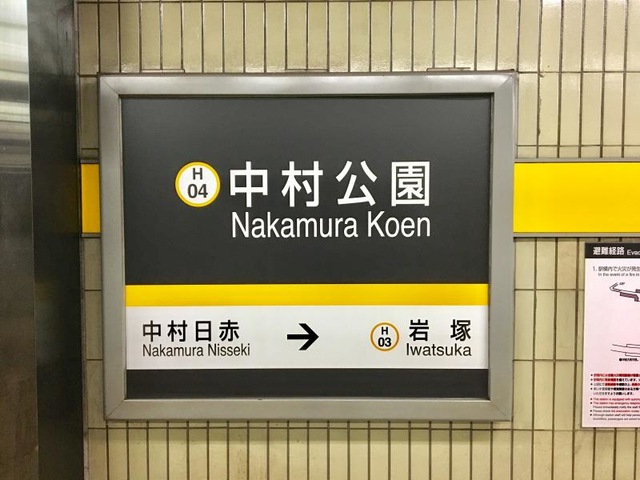 H
04
中村公園
Nakamura Koen
中村日赤
Nakamura Nisseki
→
H
03
岩塚
Iwatsuka
避難経路 Evac